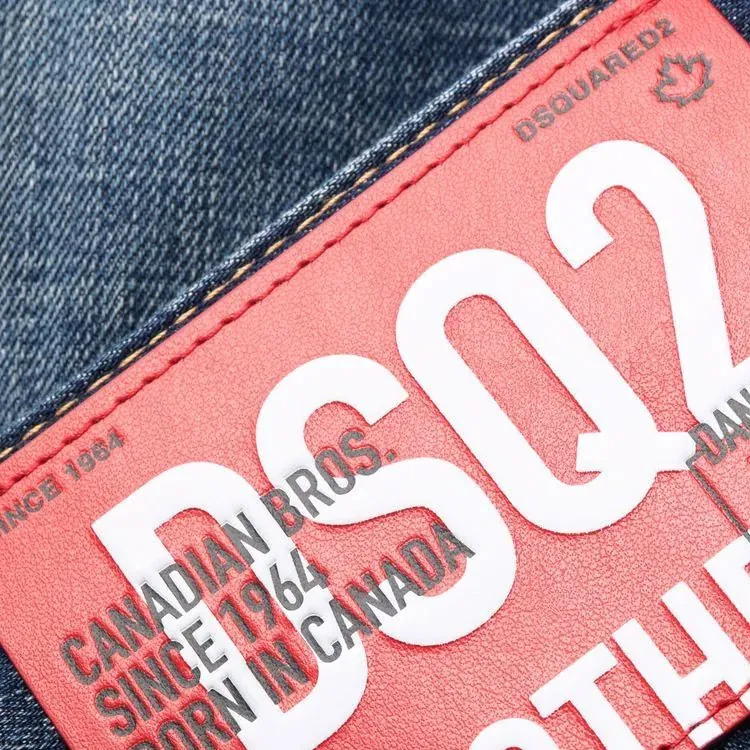 DSQUARED2
SINCE 1964
DSQ2
CANADIAN BROS.
SINCE 1964
BORN IN CANADA